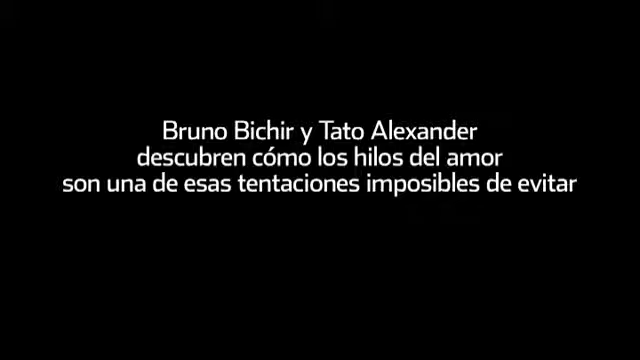 Bruno Bichir y Tato Alexander
descubren cómo los hilos del amor
son una de esas tentaciones imposibles de evitar